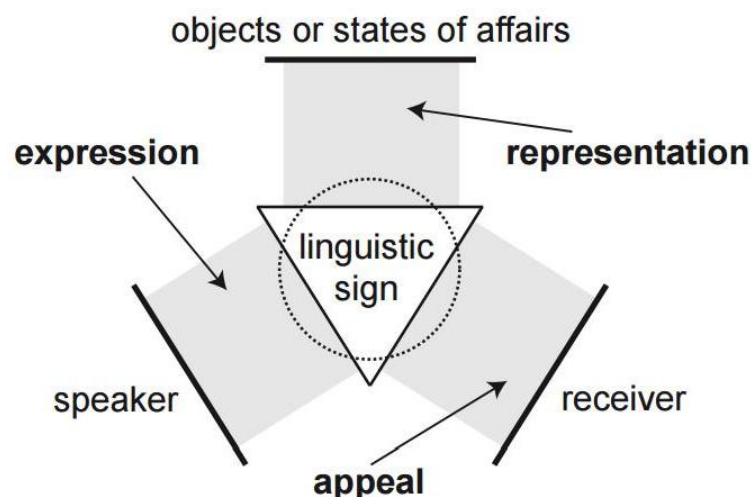 objects or states of affairs
expression
representation
linguistic
sign
speaker
receiver
appeal